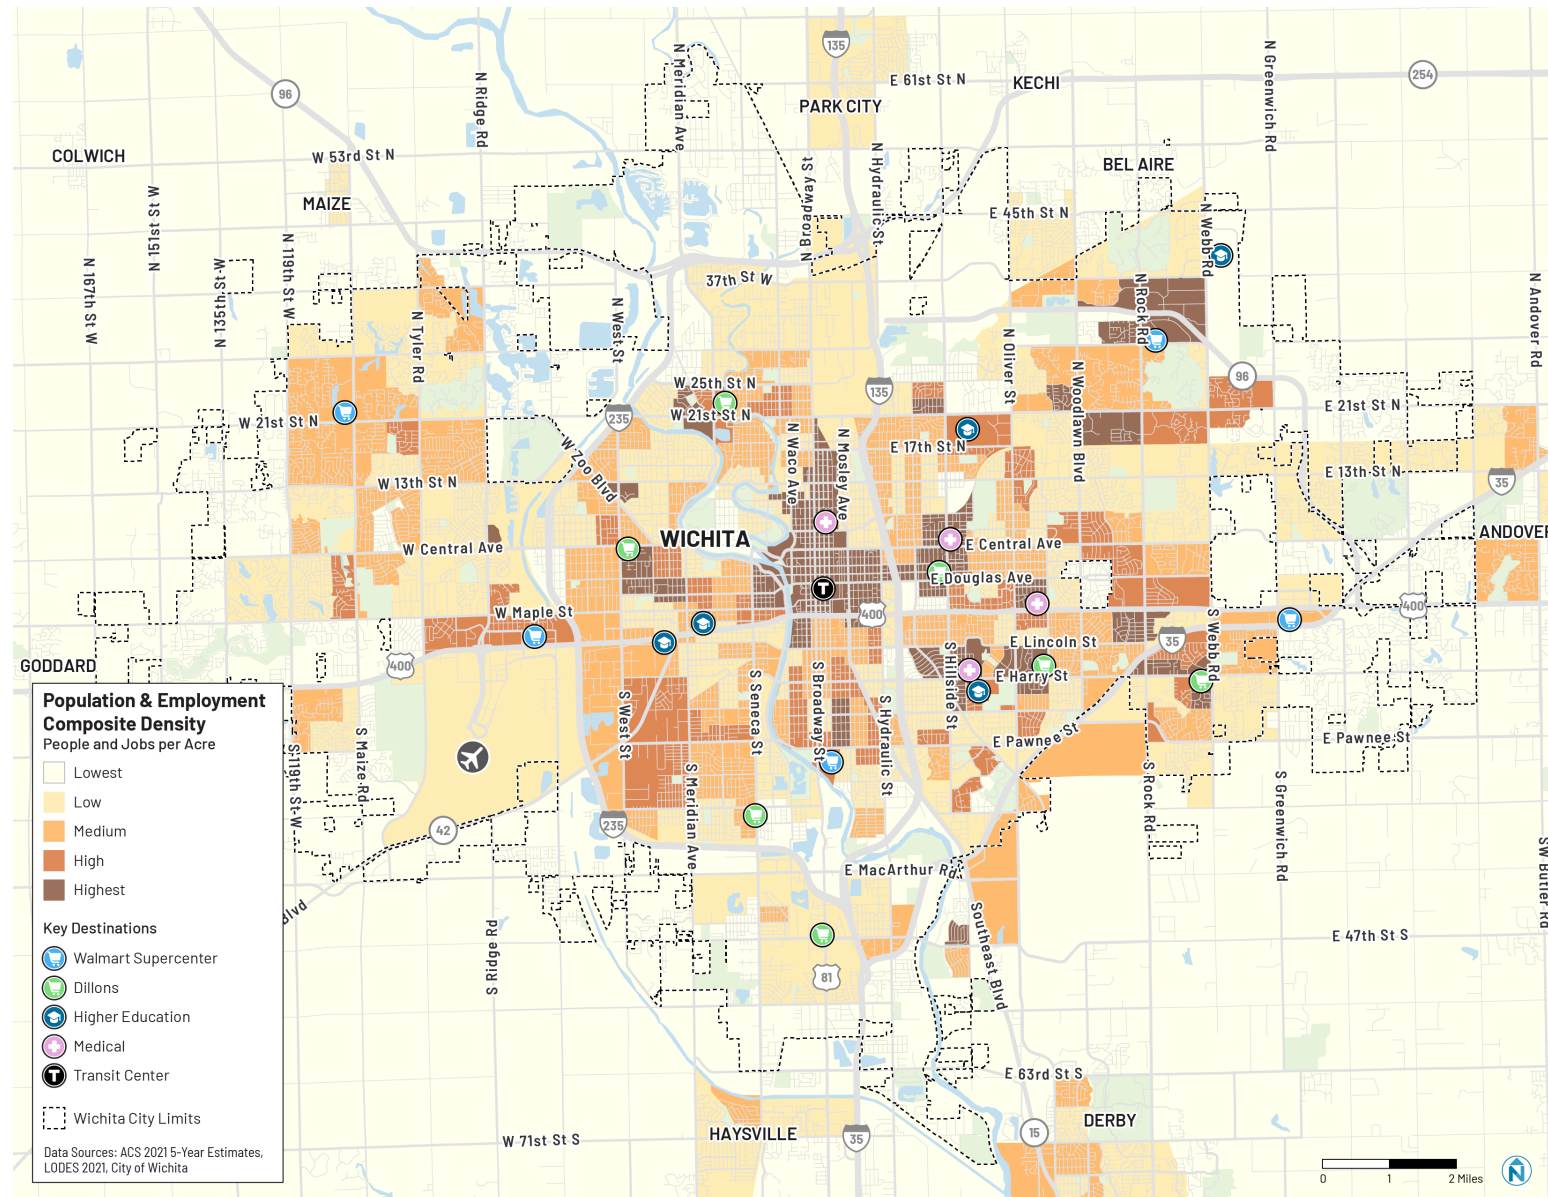 135
N Meridian Ave
N Greenwich Rd
254
E 61st St N
KECHI
96
N Ridge Rd
PARK CITY
COLWICH
W 53rd St N
N Broadway St
N Hydraulic St
BEL AIRE
W St St
N 151st St W
MAIZE
E 45th St N
N Webb Rd
N 167th St W
N 135th St W
N 119th St W
37th St W
N Rock Rd
N Andover Rd
N Tyler Rd
N West St
N Oliver St
N Woodlawn Blvd
W 25th St N
135
96
W 21st St N
235
W 21st St N
E 21st St N
W Zoo Blvd
N Waco Ave
N Mosley Ave
E 17th St N
W 13th St N
E 13th St N
35
WICHITA
ANDOVER
W Central Ave
E Central Ave
E Douglas Ave
T
W Maple St
400
400
S Webb Rd
E Lincoln St
35
GODDARD
400
S Hillside St
E Harry St
S West St
S Seneca St
S Broadway St
S Hydraulic St
E Pawnee St
E Pawnee St
S 119th St W
S Maize Rd
S Meridian Ave
S Rock Rd
S Greenwich Rd
42
235
SW Butler Rd
E MacArthur Rd
Blvd
S Ridge Rd
Southeast Blvd
E 47th St S
81
E 63rd St S
DERBY
15
W 71st St S
HAYSVILLE
35
Population & Employment
Composite Density
People and Jobs per Acre
Lowest
Low
Medium
High
Highest
Key Destinations
Walmart Supercenter
Dillons
Higher Education
Medical
T Transit Center
Wichita City Limits
Data Sources: ACS 2021 5-Year Estimates,
LODES 2021, City of Wichita
0 1 2 Miles
N